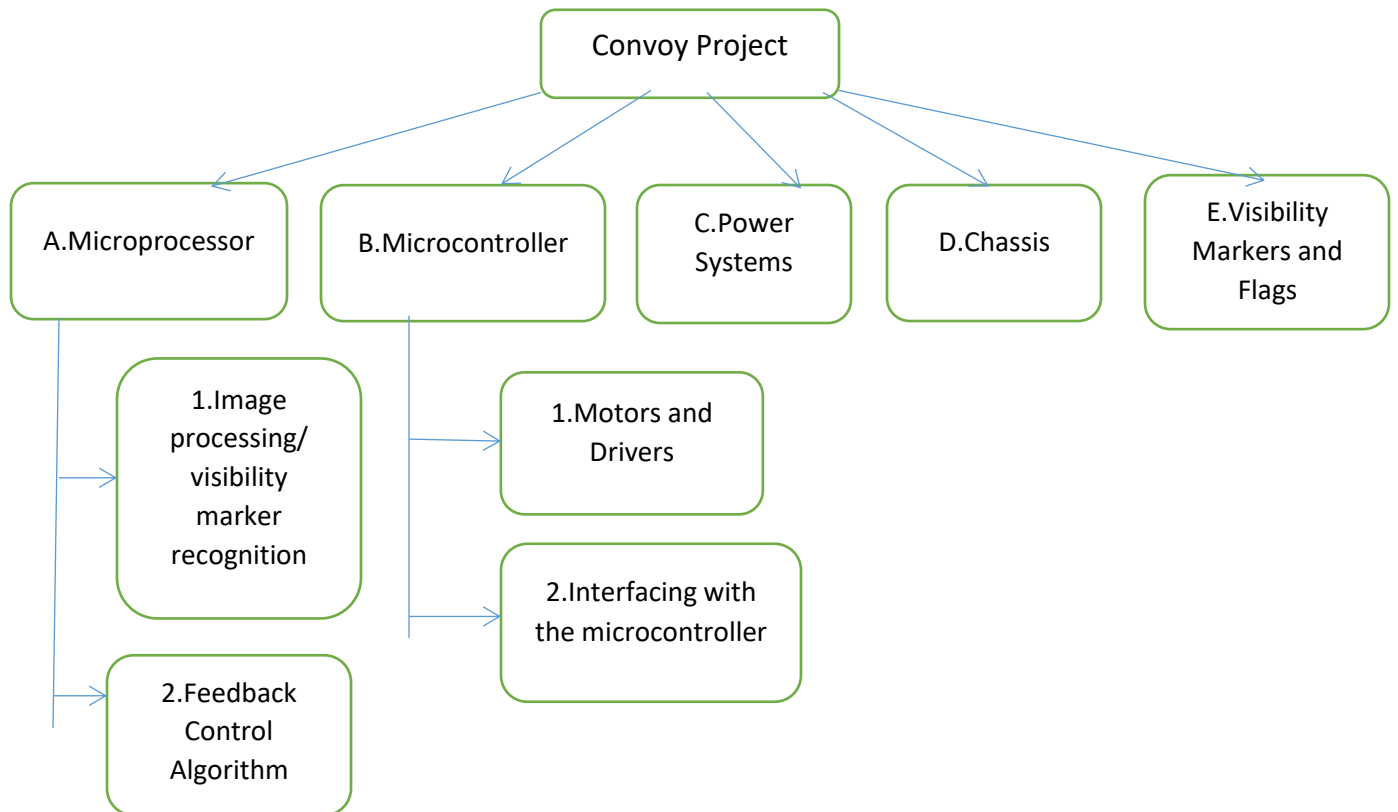 Convoy Project
A.Microprocessor
B.Microcontroller
C.Power
Systems
D.Chassis
E.Visibility
Markers and
Flags
1.Image
processing/
visibility
marker
recognition
2.Feedback
Control
Algorithm
1.Motors and
Drivers
2.Interfacing with
the microcontroller